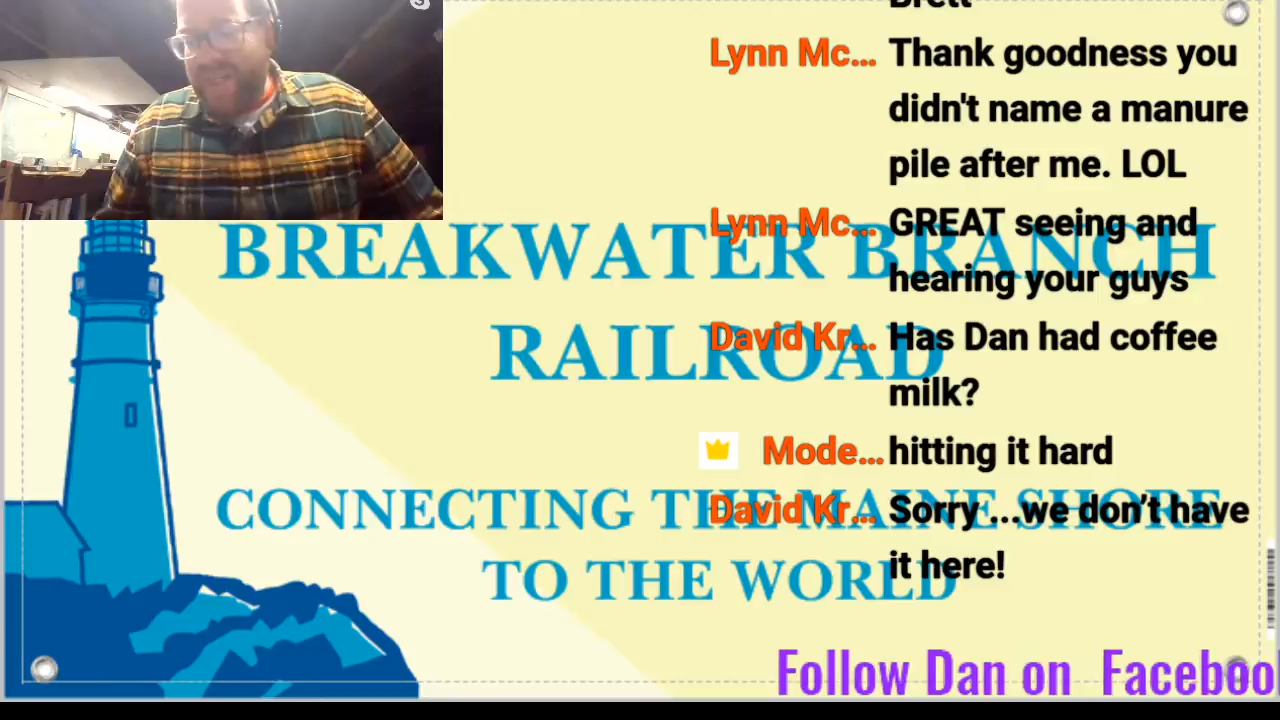 Brett
Lynn Mc... Thank goodness you
didn't name a manure
pile after me. LOL
Lynn Mc... GREAT seeing and
hearing your guys
David Kr... Has Dan had coffee
milk?
Mode... hitting it hard
David Kr... Sorry ...we don't have
it here!
BREAKWATER BRANCH
RAILROAD
CONNECTING THE MAINE SHORE
TO THE WORLD
Follow Dan on Faceboo